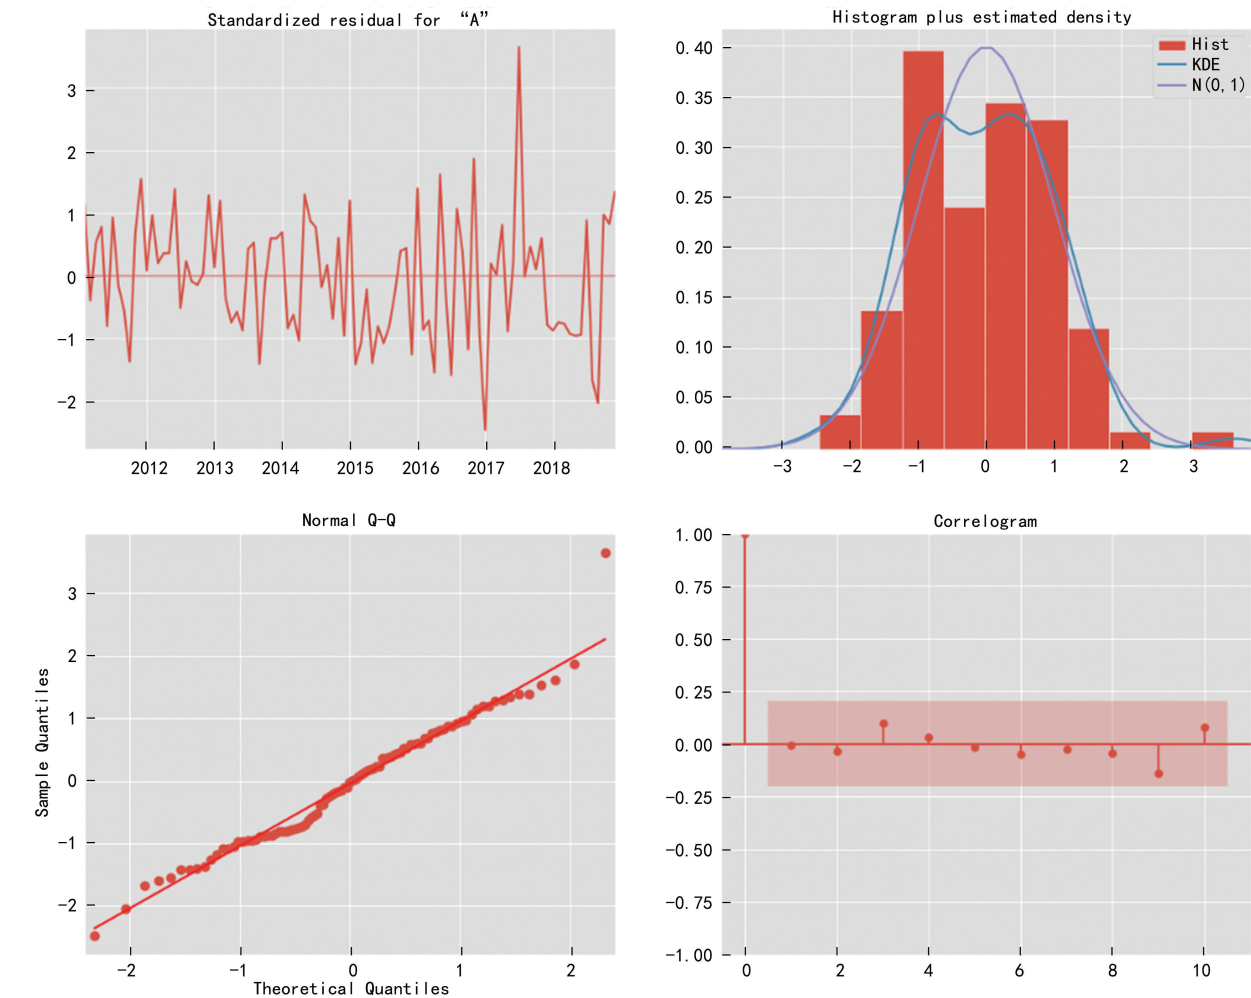 Standardized residual for “A”
3
2
1
0
−1
−2
2012 2013 2014 2015 2016 2017 2018
Histogram plus estimated density
Hist
KDE
N(0,1)
0.40
0.35
0.30
0.25
0.20
0.15
0.10
0.05
0.00
−3 −2 −1 0 1 2 3
Normal Q-Q
Sample Quantiles
3
2
1
0
−1
−2
−2 −1 0 1 2
Theoretical Quantiles
Correlogram
1.00
0.75
0.50
0.25
0.00
−0.25
−0.50
−0.75
−1.00
0 2 4 6 8 10